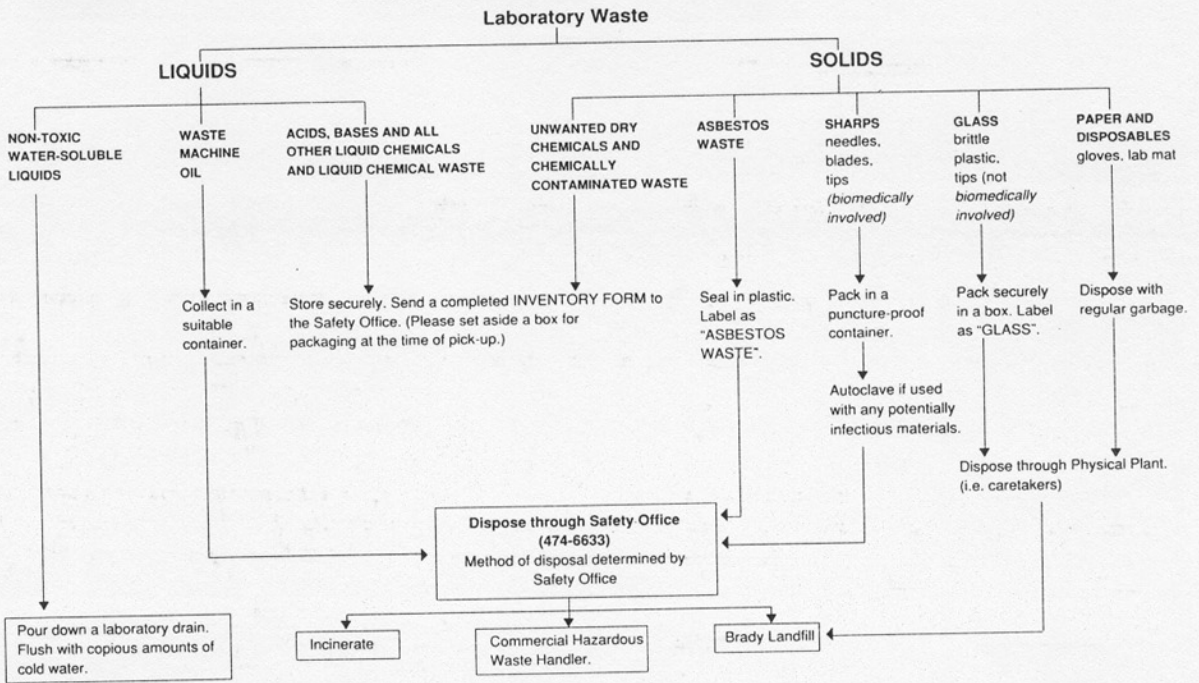 Laboratory Waste
LIQUIDS
SOLIDS
NON-TOXIC
WATER-SOLUBLE
LIQUIDS
WASTE
MACHINE
OIL
ACIDS, BASES AND ALL
OTHER LIQUID CHEMICALS
AND LIQUID CHEMICAL WASTE
UNWANTED DRY
CHEMICALS AND
CHEMICALLY
CONTAMINATED WASTE
ASBESTOS
WASTE
SHARPS
needles,
blades,
tips
(biomedically
involved)
GLASS
brittle
plastic,
tips (not
biomedically
involved)
PAPER AND
DISPOSABLES
gloves, lab mat
Collect in a
suitable
container.
Store securely. Send a completed INVENTORY FORM to
the Safety Office. (Please set aside a box for
packaging at the time of pick-up.)
Seal in plastic.
Label as
"ASBESTOS
WASTE".
Pack in a
puncture-proof
container.
Pack securely
in a box. Label
as "GLASS".
Dispose with
regular garbage.
Autoclave if used
with any potentially
infectious materials.
Dispose through Physical Plant.
(i.e. caretakers)
Dispose through Safety Office
(474-6633)
Method of disposal determined by
Safety Office
Pour down a laboratory drain.
Flush with copious amounts of
cold water.
Incinerate
Commercial Hazardous
Waste Handler.
Brady Landfill